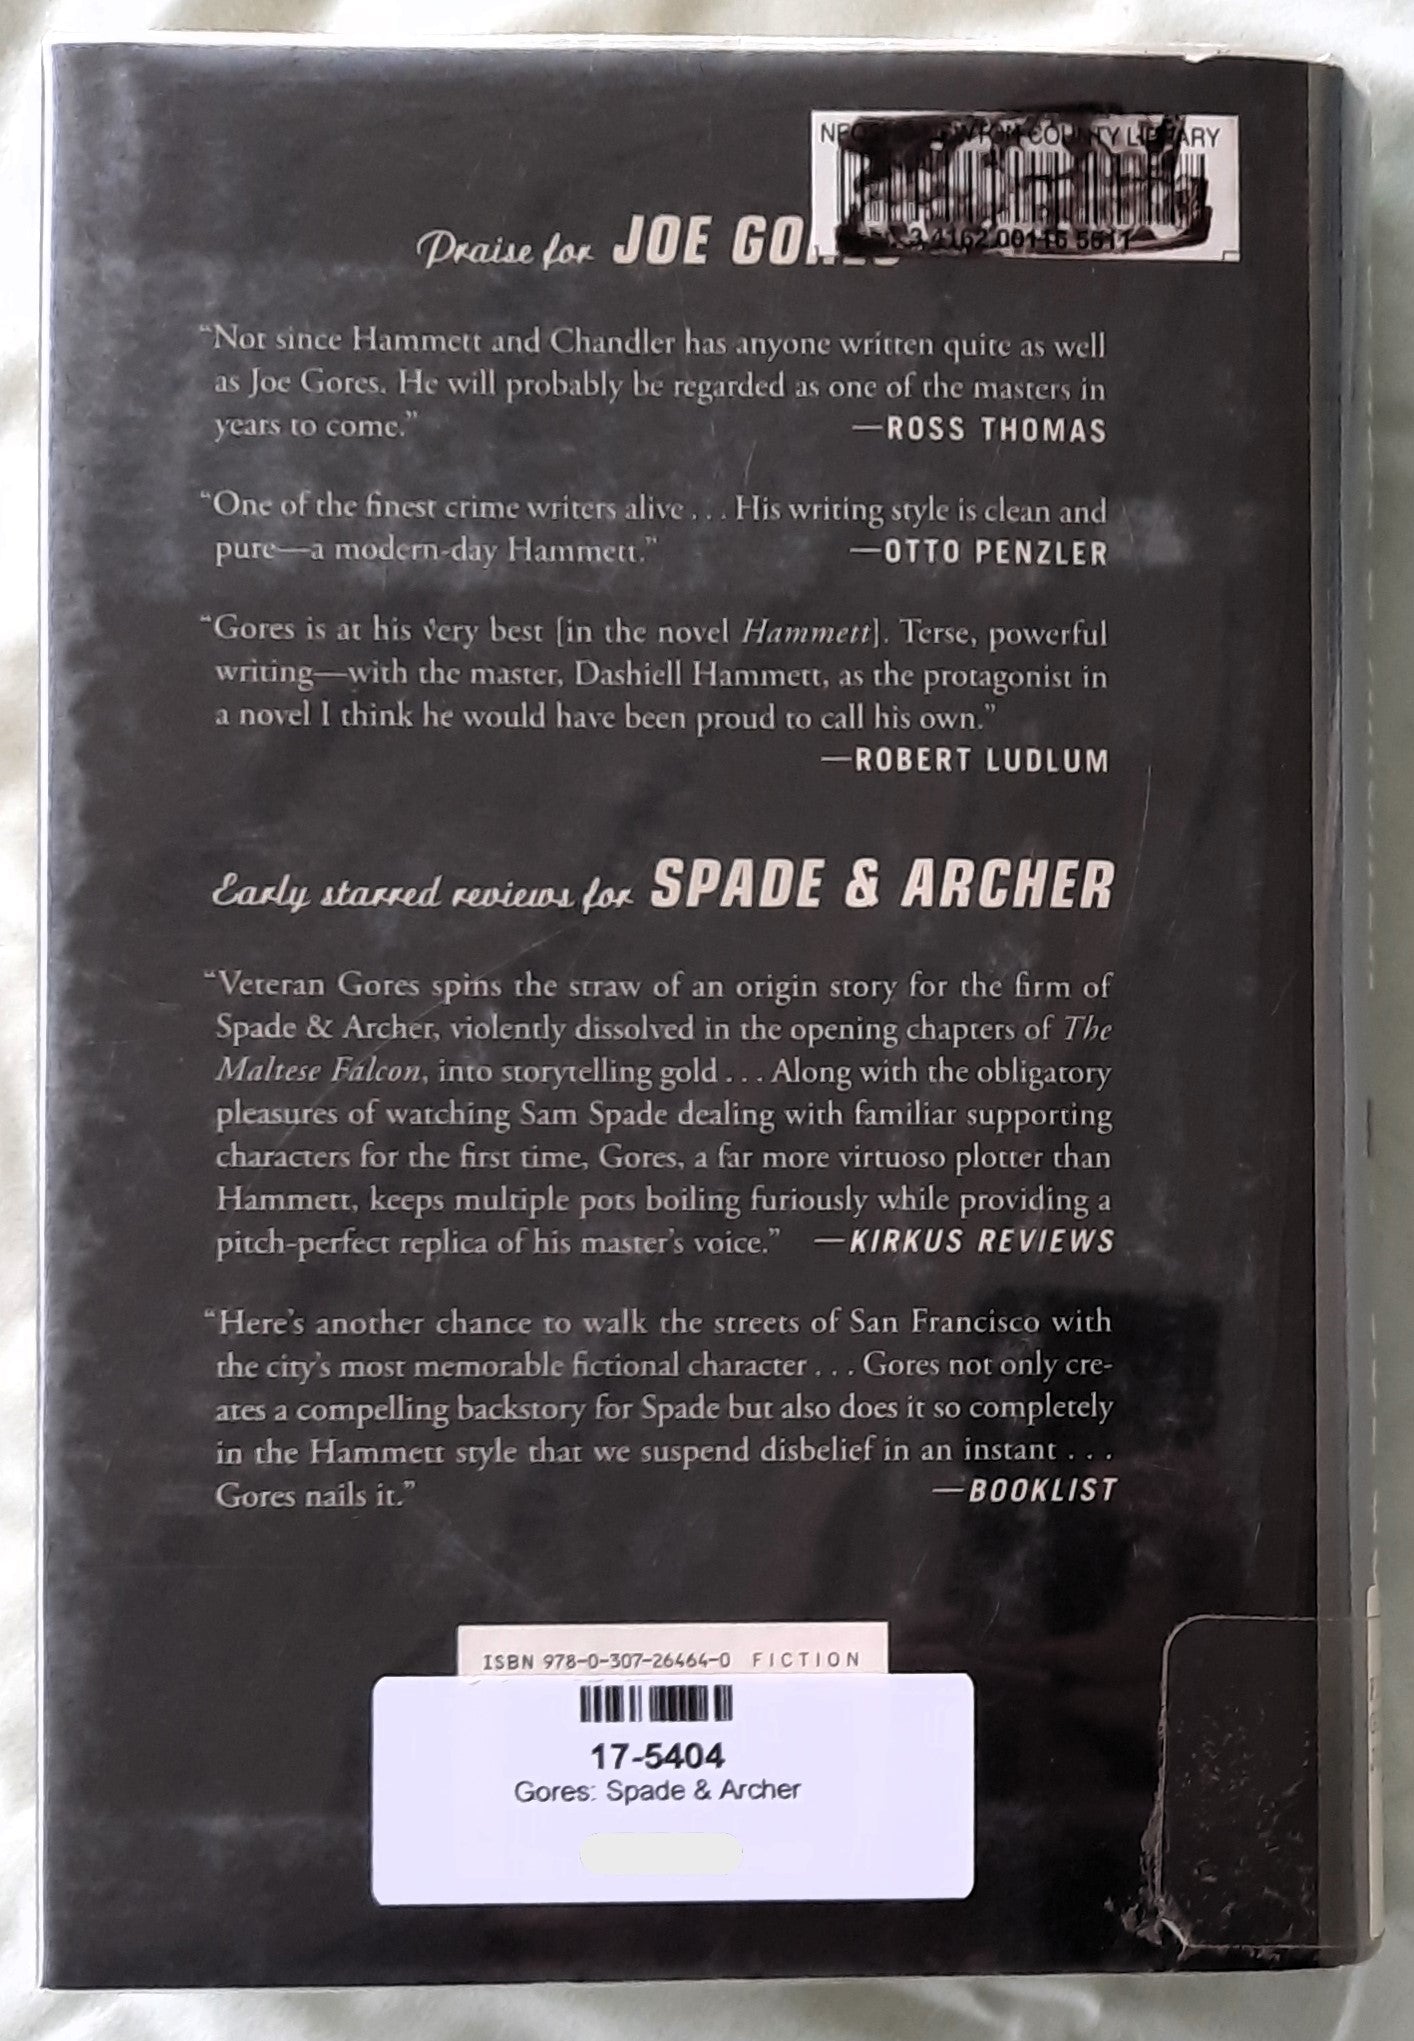 COUNTY LIBRARY
3 4162 00116 5611
Praise for JOE GORES
“Not since Hammett and Chandler has anyone written quite as well
as Joe Gores. He will probably be regarded as one of the masters in
years to come.” —ROSS THOMAS
“One of the finest crime writers alive . . . His writing style is clean and
pure—a modern-day Hammett.” —OTTO PENZLER
“Gores is at his very best [in the novel Hammett]. Terse, powerful
writing—with the master, Dashiell Hammett, as the protagonist in
a novel I think he would have been proud to call his own.”
—ROBERT LUDLUM
Early starred reviews for SPADE & ARCHER
“Veteran Gores spins the straw of an origin story for the firm of
Spade & Archer, violently dissolved in the opening chapters of The
Maltese Falcon, into storytelling gold . . . Along with the obligatory
pleasures of watching Sam Spade dealing with familiar supporting
characters for the first time, Gores, a far more virtuoso plotter than
Hammett, keeps multiple pots boiling furiously while providing a
pitch-perfect replica of his master’s voice.” —KIRKUS REVIEWS
“Here’s another chance to walk the streets of San Francisco with
the city’s most memorable fictional character . . . Gores not only cre-
ates a compelling backstory for Spade but also does it so completely
in the Hammett style that we suspend disbelief in an instant . . .
Gores nails it.” —BOOKLIST
ISBN 978-0-307-26464-0 FICTION
17-5404
Gores: Spade & Archer